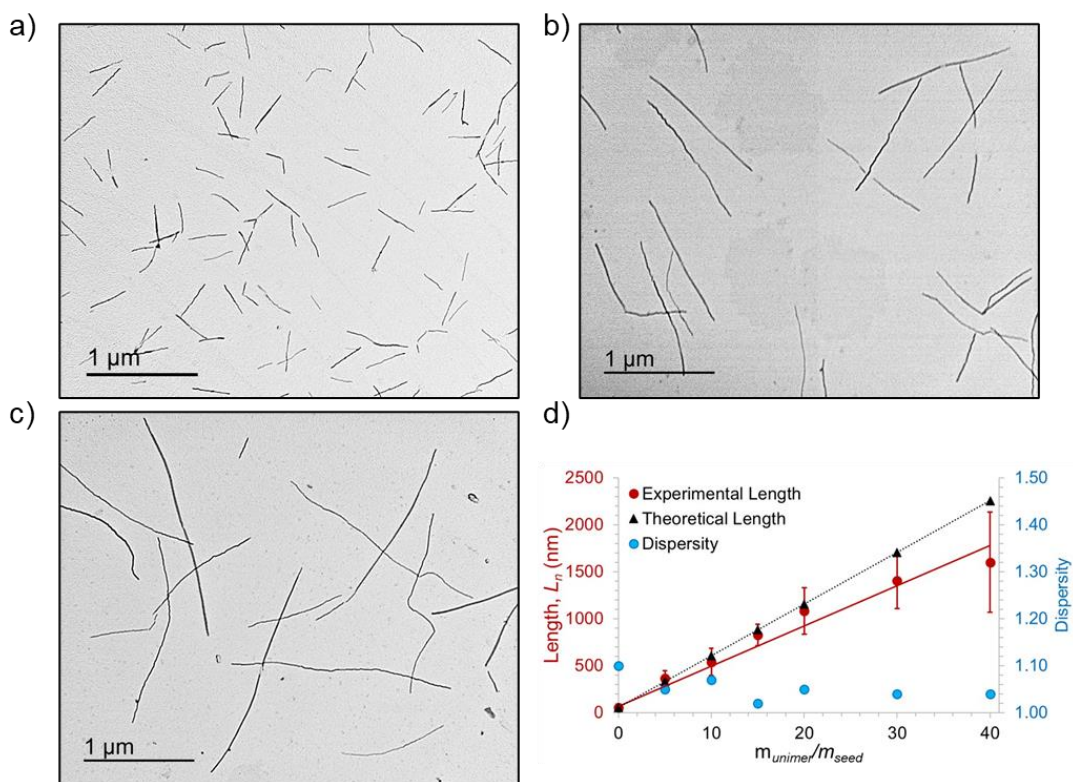 a)
1 µm
b)
1 µm
c)
1 µm
d)
2500
2000
1500
1000
500
0
Length, Lₙ (nm)
Experimental Length
Theoretical Length
Dispersity
1.50
1.40
1.30
1.20
1.10
1.00
Dispersity
0 10 20 30 40
m_unimer/m_seed